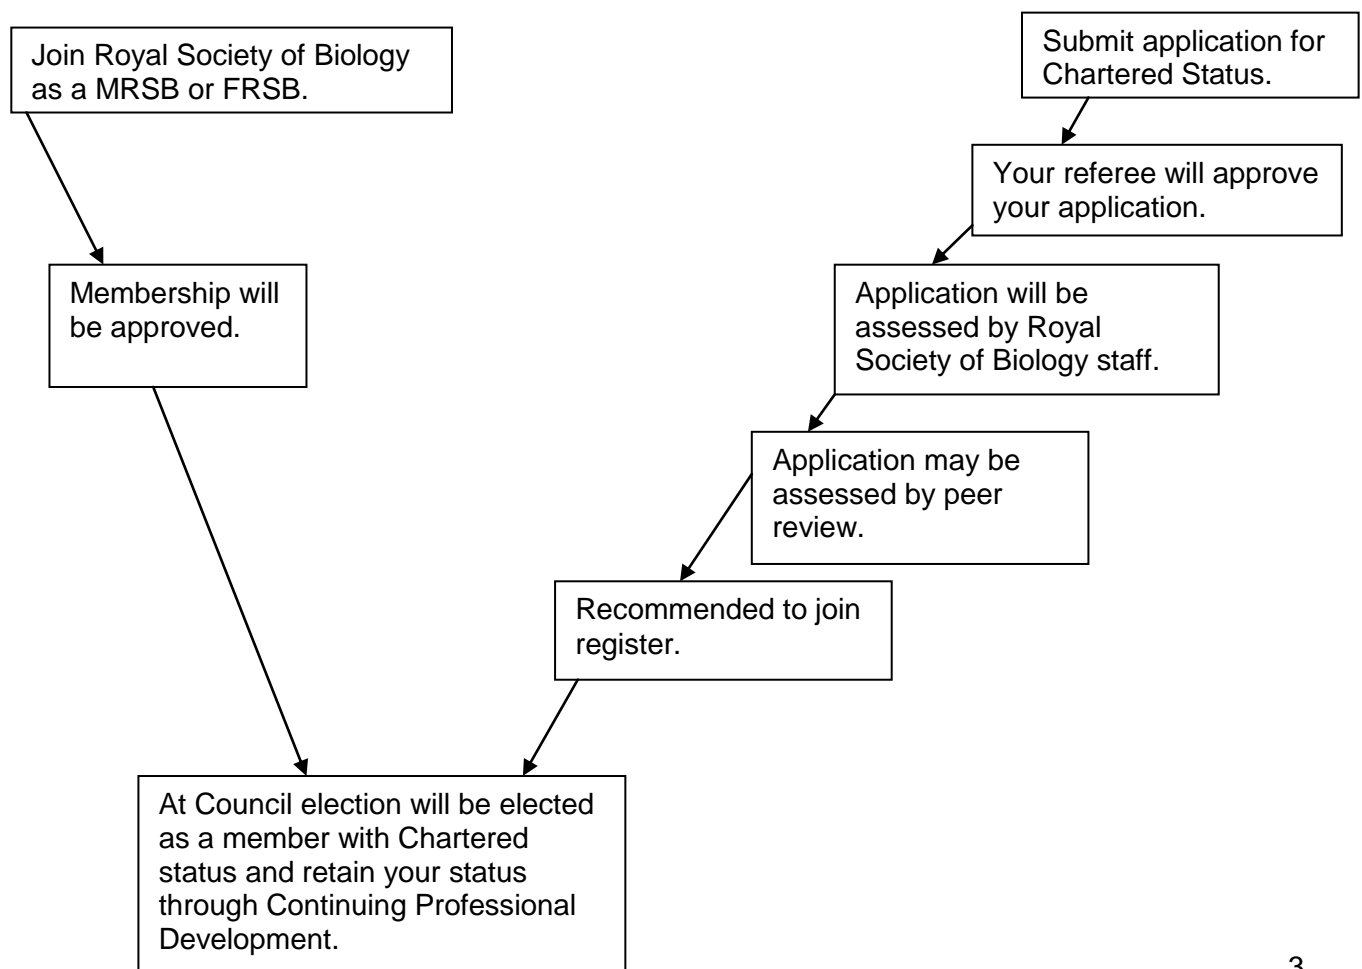 Join Royal Society of Biology
as a MRSB or FRSB.
Submit application for
Chartered Status.
Your referee will approve
your application.
Membership will
be approved.
Application will be
assessed by Royal
Society of Biology staff.
Application may be
assessed by peer
review.
Recommended to join
register.
At Council election will be elected
as a member with Chartered
status and retain your status
through Continuing Professional
Development.
3